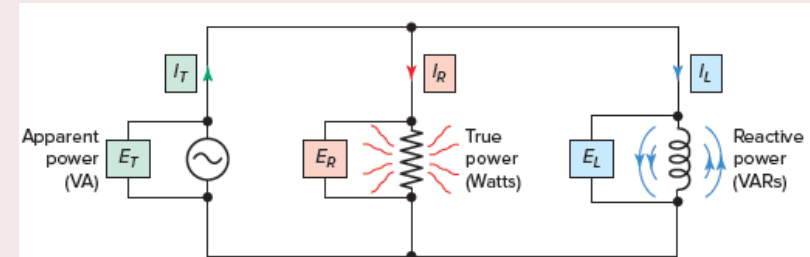 I_T
I_R
I_L
Apparent
power
(VA)
E_T
E_R
True
power
(Watts)
E_L
Reactive
power
(VARs)